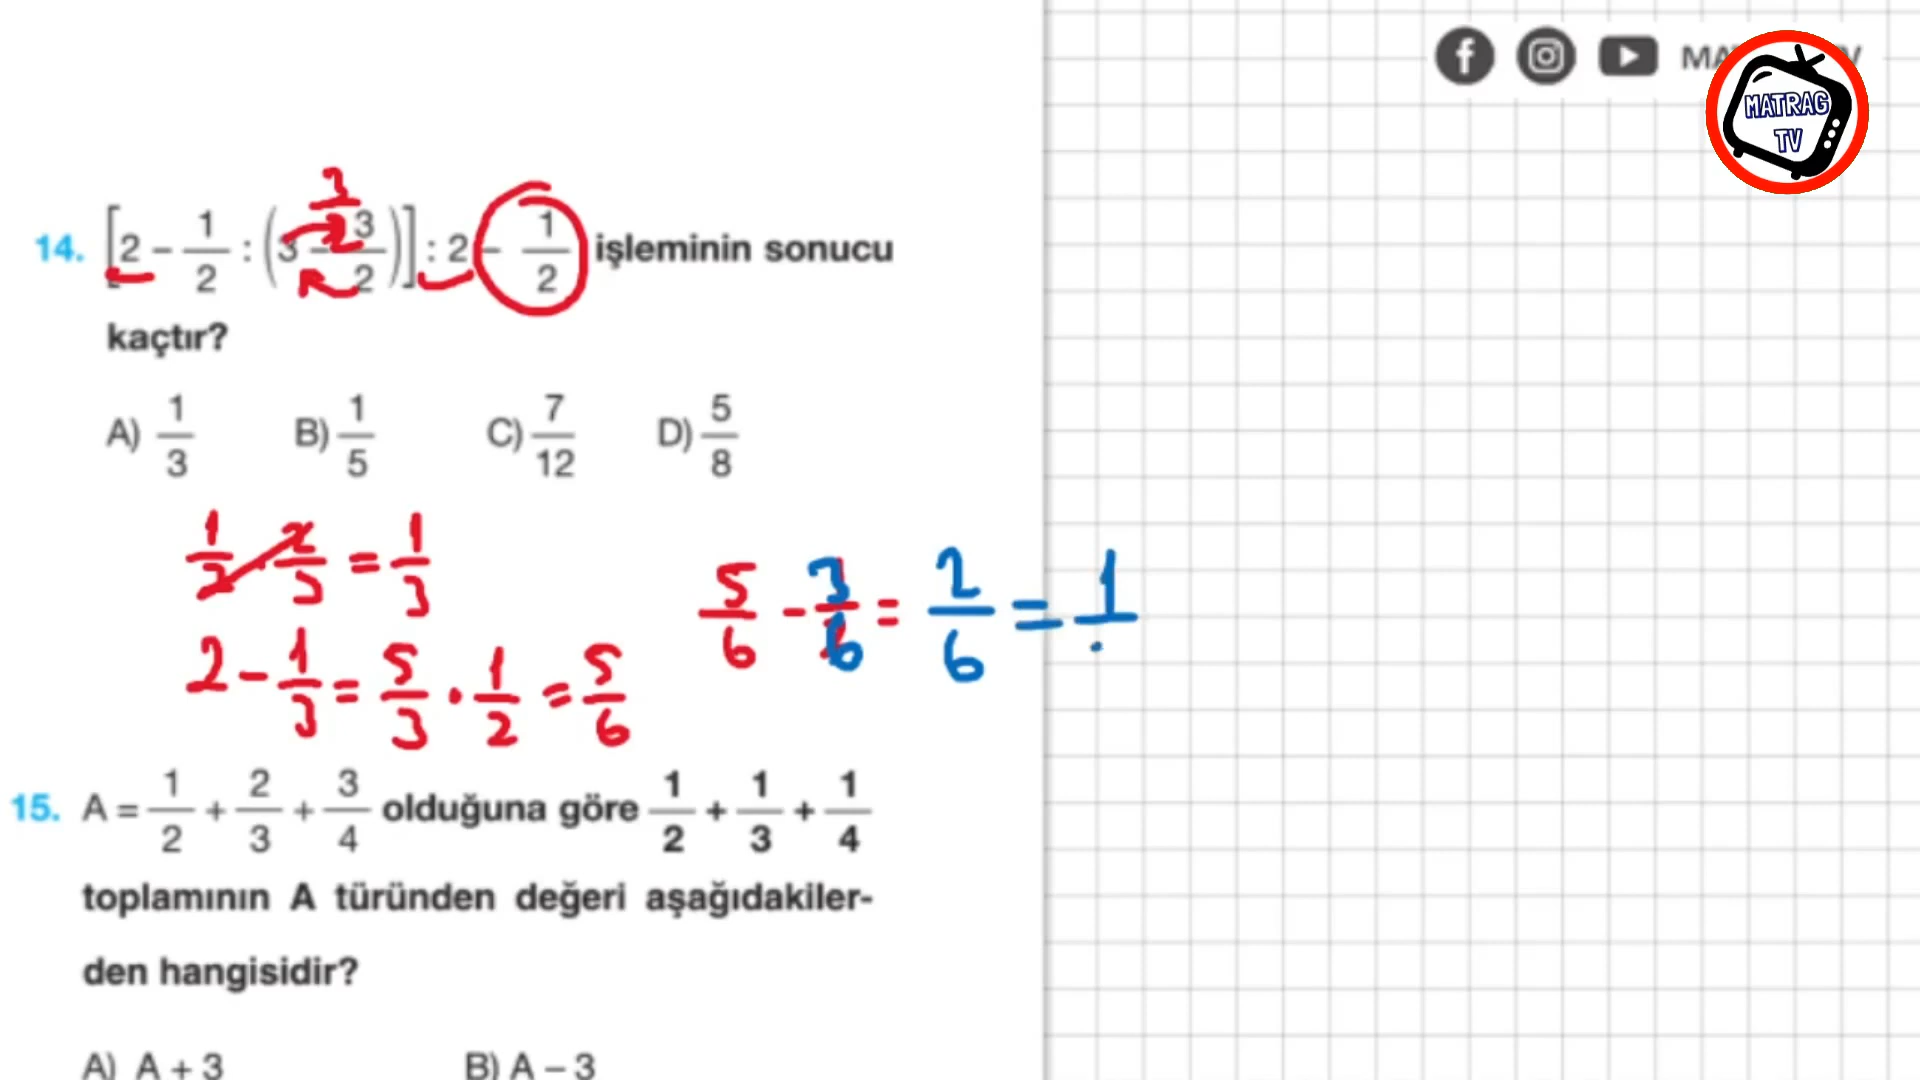 MATRAG TV
14. [2 − 1/2 : (3 − 3/2)] : 2 − 1/2 işleminin sonucu
kaçtır?
A) 1/3 B) 1/5 C) 7/12 D) 5/8
1/2 · 2/3 = 1/3
2 − 1/3 = 5/3 · 1/2 = 5/6
5/6 − 3/6 = 2/6 = 1
15. A = 1/2 + 2/3 + 3/4 olduğuna göre 1/2 + 1/3 + 1/4
toplamının A türünden değeri aşağıdakiler-
den hangisidir?
A) A + 3 B) A − 3